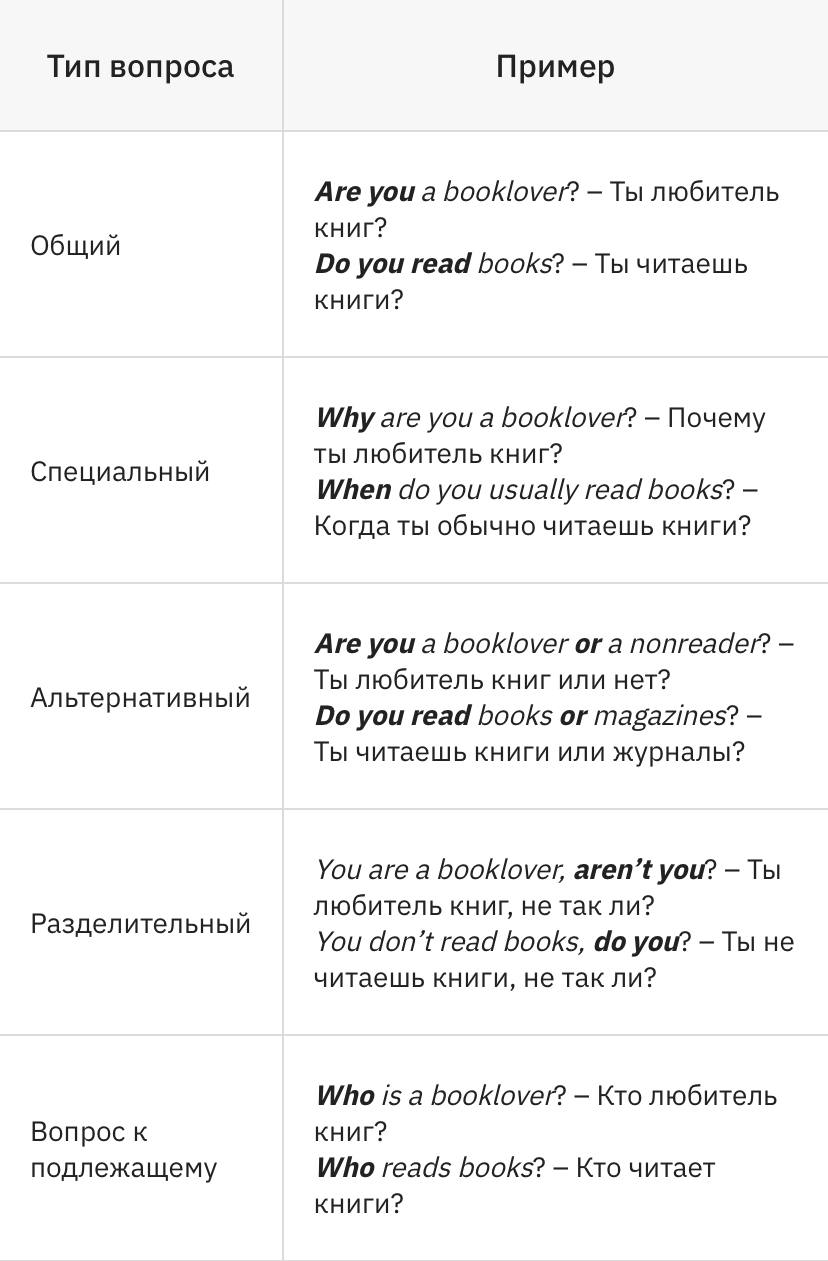 Тип вопроса
Пример
Общий
Are you a booklover? – Ты любитель
книг?
Do you read books? – Ты читаешь
книги?
Специальный
Why are you a booklover? – Почему
ты любитель книг?
When do you usually read books? –
Когда ты обычно читаешь книги?
Альтернативный
Are you a booklover or a nonreader? –
Ты любитель книг или нет?
Do you read books or magazines? –
Ты читаешь книги или журналы?
Разделительный
You are a booklover, aren’t you? – Ты
любитель книг, не так ли?
You don’t read books, do you? – Ты не
читаешь книги, не так ли?
Вопрос к
подлежащему
Who is a booklover? – Кто любитель
книг?
Who reads books? – Кто читает
книги?